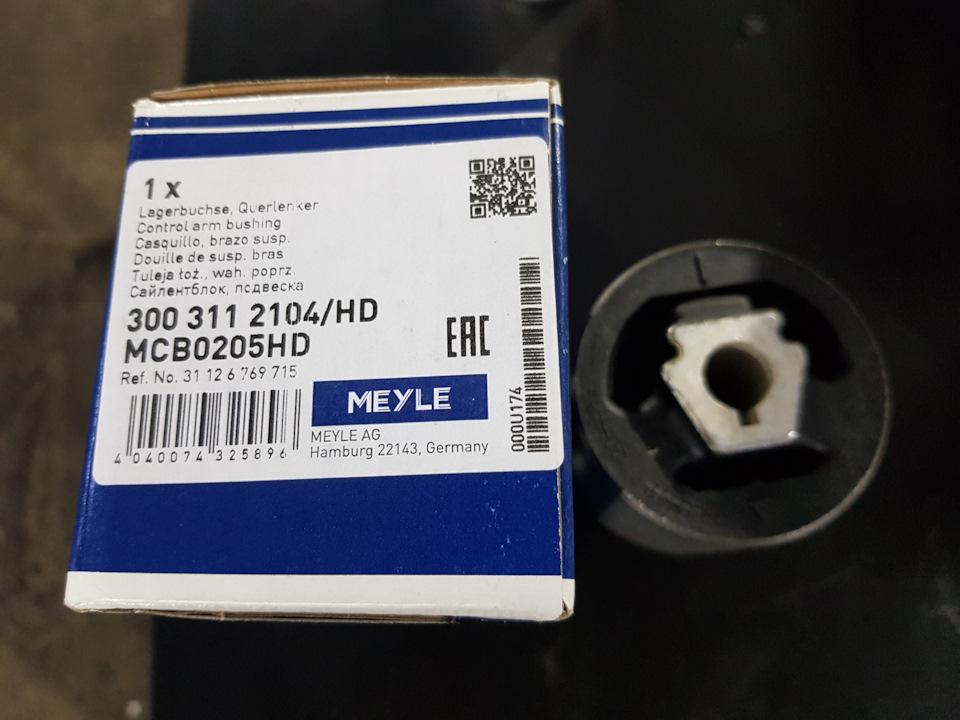 1 x
Lagerbuchse, Querlenker
Control arm bushing
Casquillo, brazo susp.
Douille de susp. bras
Tuleja łoż., wah. poprz.
Сайлентблок, подвеска
300 311 2104/HD
MCB0205HD
Ref. No. 31 12 6 769 715
EAC
MEYLE
MEYLE AG
Hamburg 22143, Germany
4 040074 325896
000U174